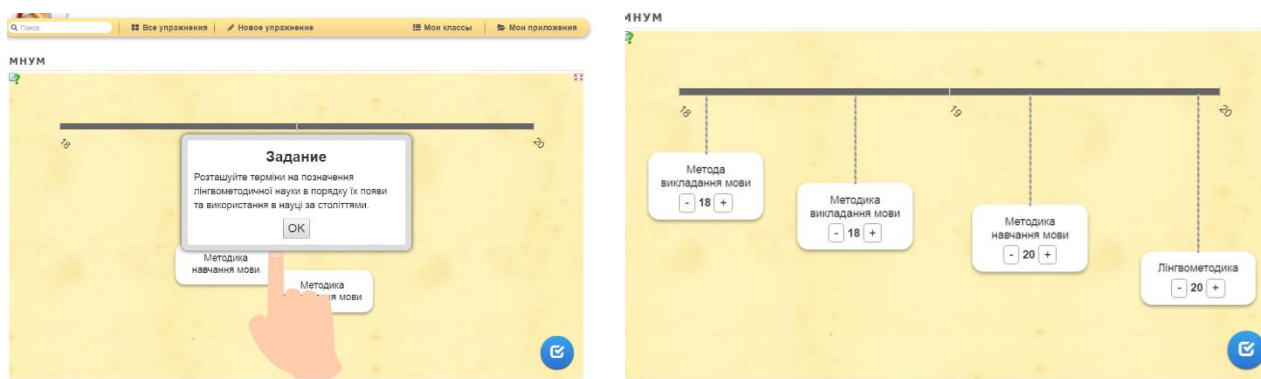 Поиск
Все упражнения
Новое упражнение
Мои классы
Мои приложения
МНУМ
18
20
Задание
Розташуйте терміни на позначення
лінгвометодичної науки в порядку їх появи
та використання в науці за століттями.
OK
Методика
навчання мови
Методика
ня мови
МНУМ
18
19
20
Метода
викладання мови
- 18 +
Методика
викладання мови
- 18 +
Методика
навчання мови
- 20 +
Лінгвометодика
- 20 +